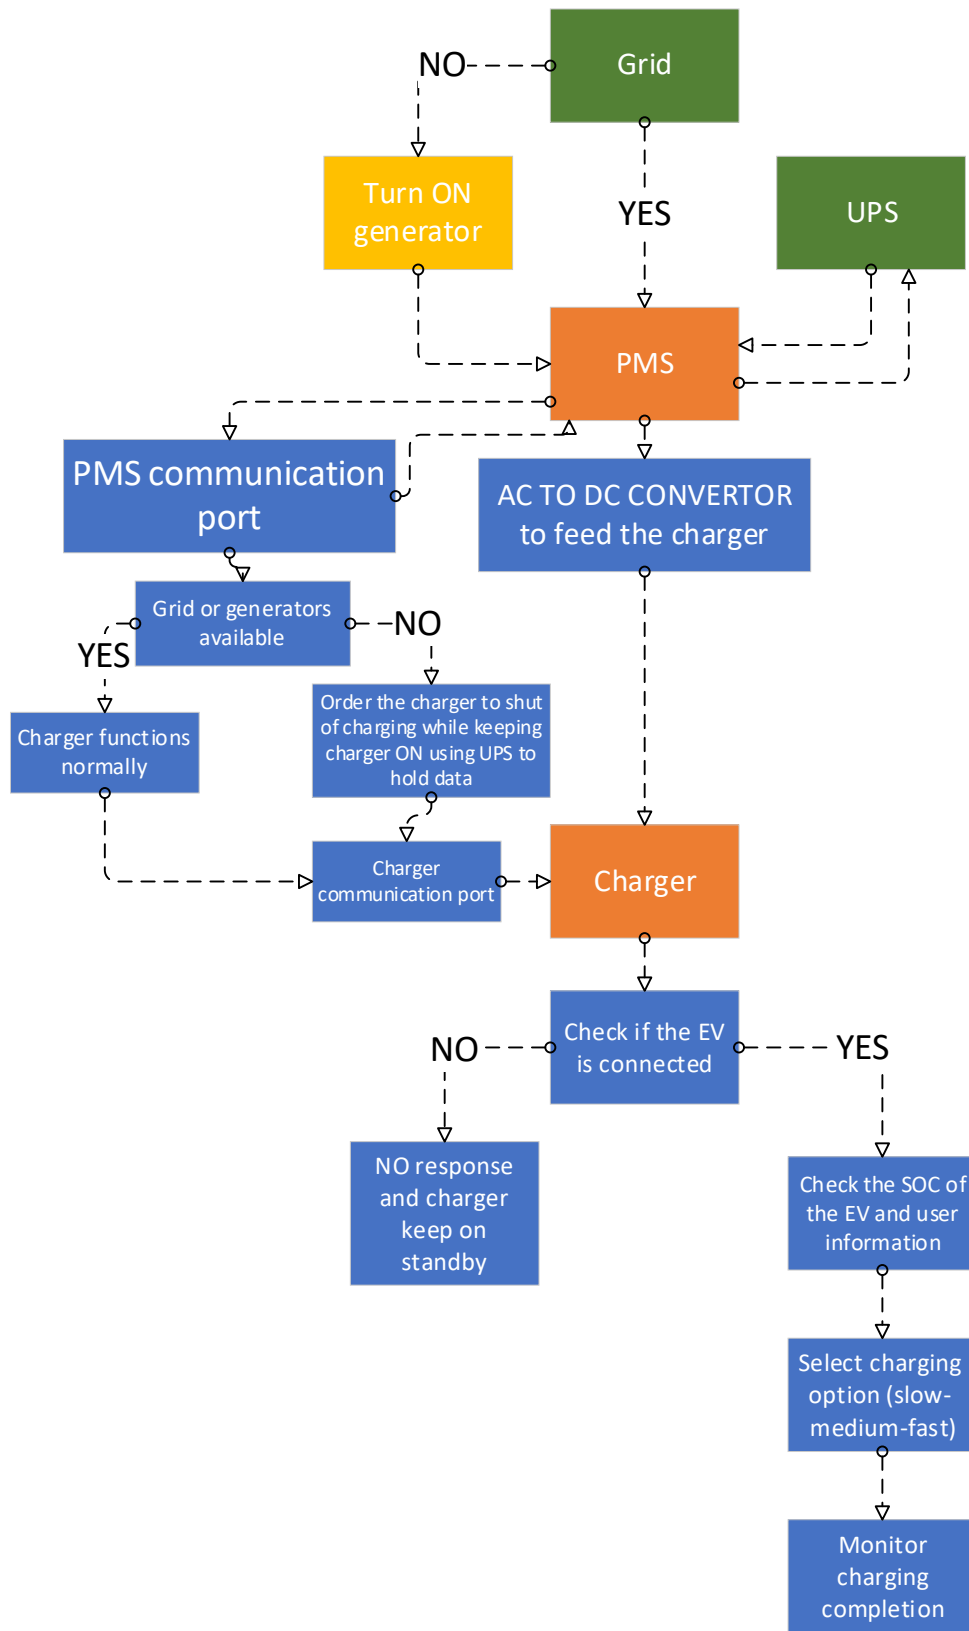 Grid
NO
Turn ON
generator
YES
UPS
PMS
PMS communication
port
AC TO DC CONVERTOR
to feed the charger
Grid or generators
available
YES
NO
Charger functions
normally
Order the charger to shut
of charging while keeping
charger ON using UPS to
hold data
Charger
communication port
Charger
Check if the EV
is connected
NO
YES
NO response
and charger
keep on
standby
Check the SOC of
the EV and user
information
Select charging
option (slow-
medium-fast)
Monitor
charging
completion